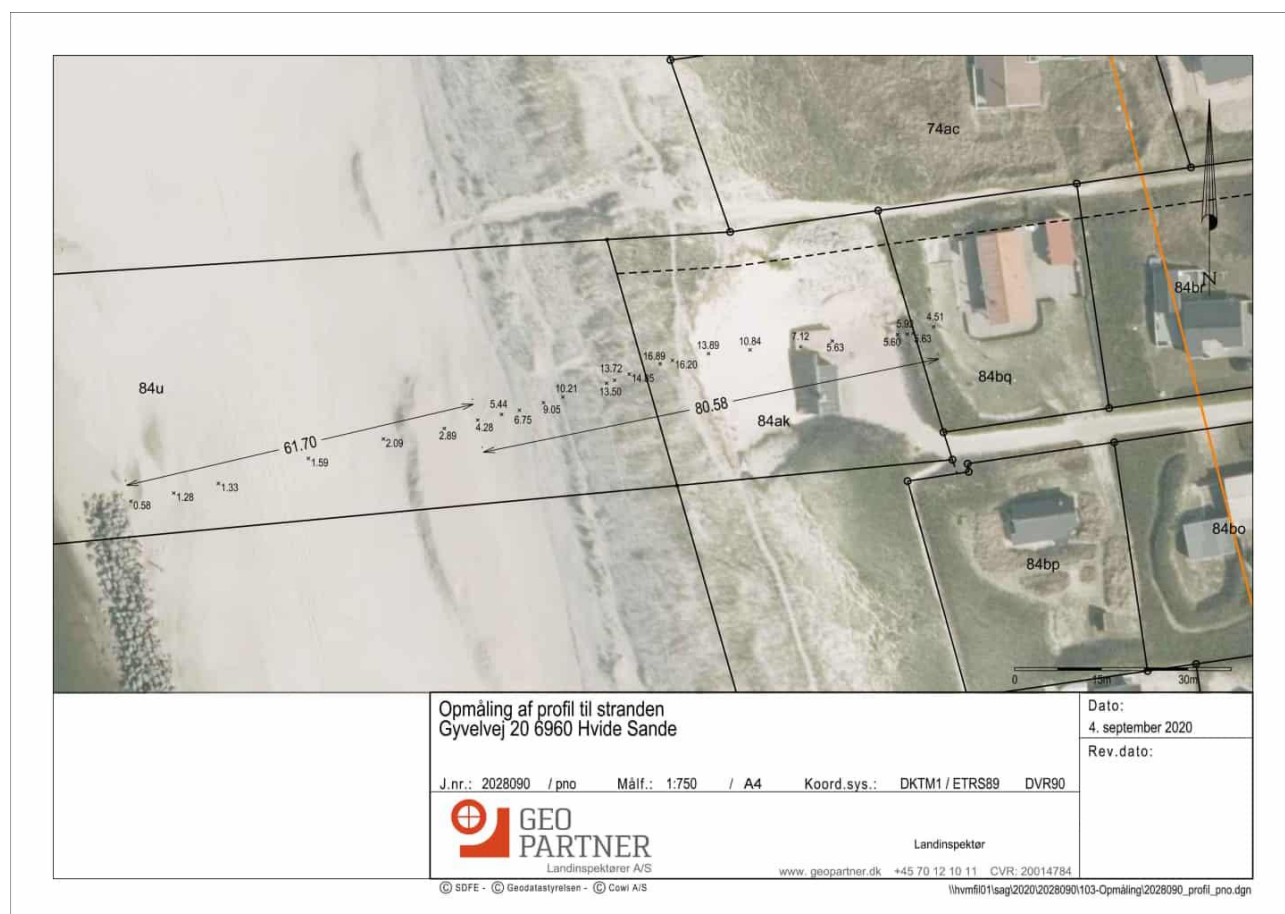 74ac
84br
4.51
5.92
5.63
5.60
7.12
5.63
10.84
13.89
16.89
16.20
13.72
14.85
13.50
84bq
84u
10.21
9.05
80.58
84ak
5.44
6.75
4.28
61.70
2.89
2.09
1.59
1.33
1.28
0.58
N
84bo
84bp
0 15m 30m
Opmåling af profil til stranden
Gyvelvej 20 6960 Hvide Sande
Dato:
4. september 2020
Rev.dato:
J.nr.: 2028090 / pno Målf.: 1:750 / A4 Koord.sys.: DKTM1 / ETRS89 DVR90
GEO
PARTNER
Landinspektører A/S
Landinspektør
www. geopartner.dk +45 70 12 10 11 CVR: 20014784
© SDFE - © Geodatastyrelsen - © Cowi A/S
\\hvmfil01\sag\2020\2028090\103-Opmåling\2028090_profil_pno.dgn